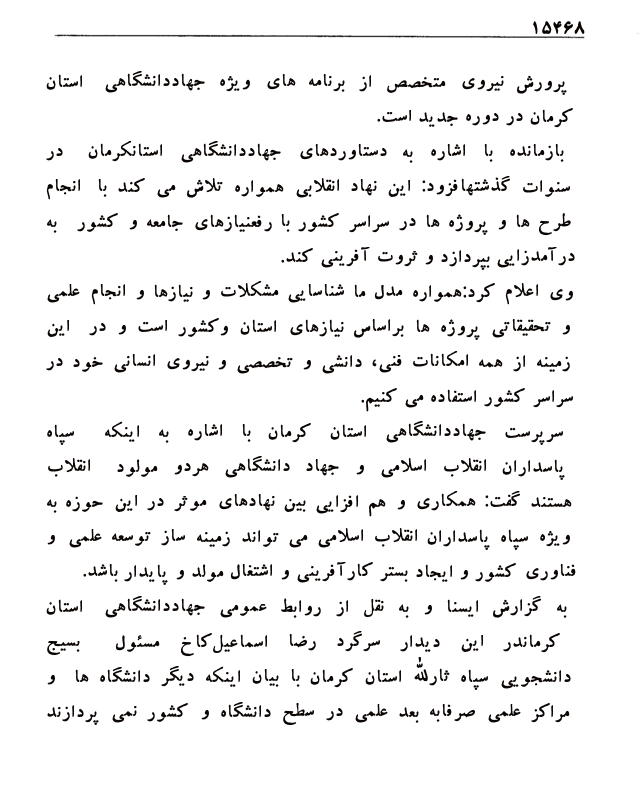 ۱۵۴۶۸
پرورش نیروی متخصص از برنامه های ویژه جهاددانشگاهی استان
کرمان در دوره جدید است.
بازمانده با اشاره به دستاوردهای جهاددانشگاهی استانکرمان در
سنوات گذشتهافزود: این نهاد انقلابی همواره تلاش می کند با انجام
طرح ها و پروژه ها در سراسر کشور با رفعنیازهای جامعه و کشور به
درآمدزایی بپردازد و ثروت آفرینی کند.
وی اعلام کرد:همواره مدل ما شناسایی مشکلات و نیازها و انجام علمی
و تحقیقاتی پروژه ها براساس نیازهای استان وکشور است و در این
زمینه از همه امکانات فنی، دانشی و تخصصی و نیروی انسانی خود در
سراسر کشور استفاده می کنیم.
سرپرست جهاددانشگاهی استان کرمان با اشاره به اینکه سپاه
پاسداران انقلاب اسلامی و جهاد دانشگاهی هردو مولود انقلاب
هستند گفت: همکاری و هم افزایی بین نهادهای موثر در این حوزه به
ویژه سپاه پاسداران انقلاب اسلامی می تواند زمینه ساز توسعه علمی و
فناوری کشور و ایجاد بستر کارآفرینی و اشتغال مولد و پایدار باشد.
به گزارش ایسنا و به نقل از روابط عمومی جهاددانشگاهی استان
کرماندر این دیدار سرگرد رضا اسماعیل‌کاخ مسئول بسیج
دانشجویی سپاه ثارالله استان کرمان با بیان اینکه دیگر دانشگاه ها و
مراکز علمی صرفابه بعد علمی در سطح دانشگاه و کشور نمی پردازند